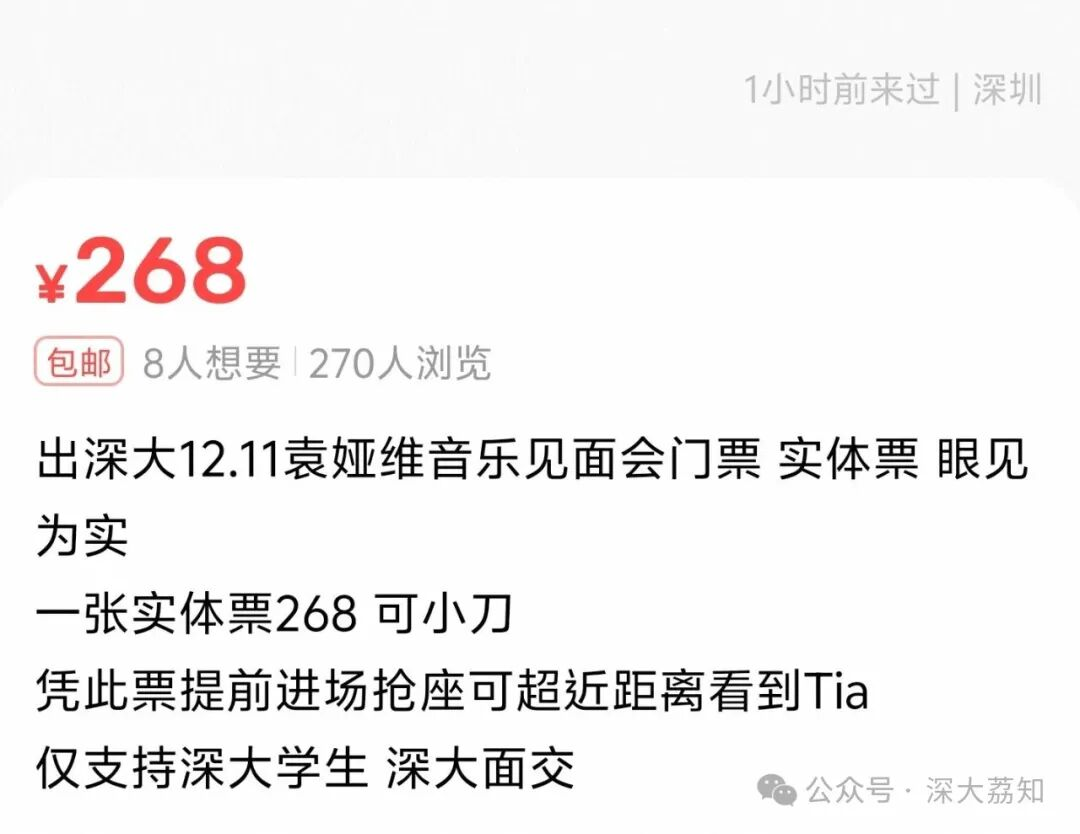 1小时前来过 | 深圳
¥268
包邮 8人想要 | 270人浏览
出深大12.11袁娅维音乐见面会门票 实体票 眼见
为实
一张实体票268 可小刀
凭此票提前进场抢座可超近距离看到Tia
仅支持深大学生 深大面交
公众号 · 深大荔知